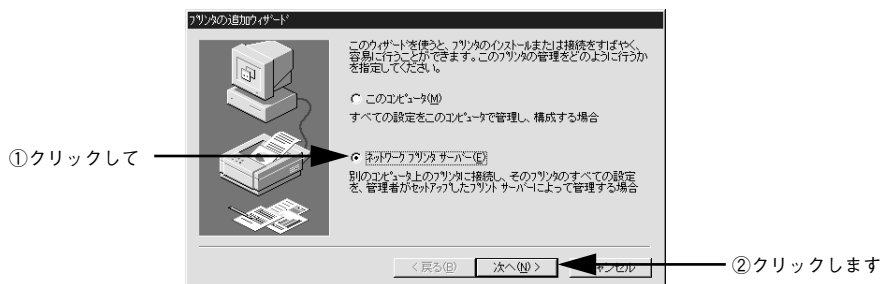 プリンタの追加ウィザード
このウィザードを使うと、プリンタのインストールまたは接続をすばやく、
容易に行うことができます。このプリンタの管理をどのように行うか
を指定してください。
このコンピュータ(M)
すべての設定をこのコンピュータで管理し、構成する場合
①クリックして
ネットワーク プリンタ サーバー(E)
別のコンピュータ上のプリンタに接続し、そのプリンタのすべての設定
を、管理者がセットアップしたプリント サーバーによって管理する場合
< 戻る(B)
次へ(N) >
キャンセル
②クリックします